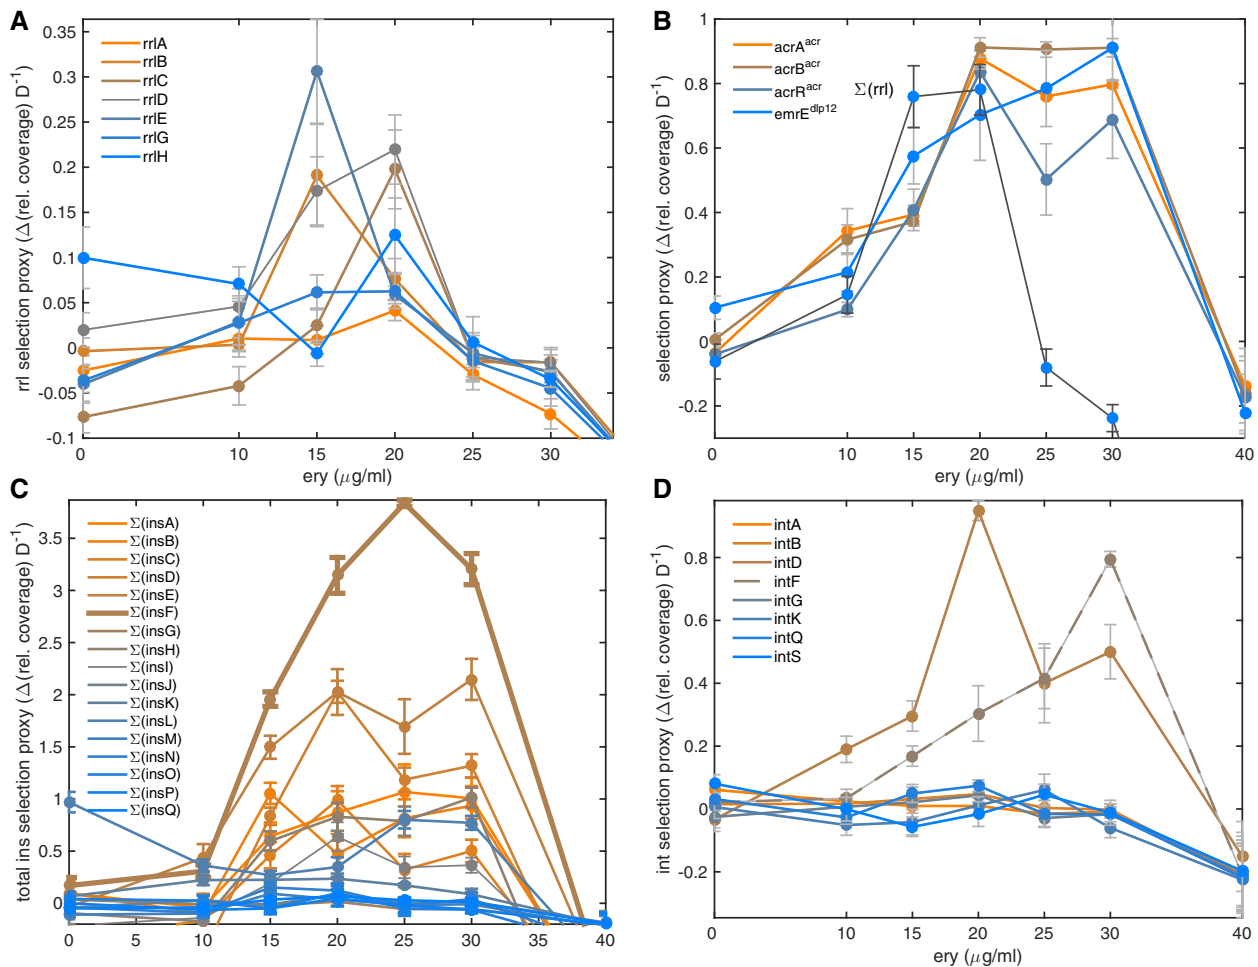 A
rrl selection proxy (Δ(rel. coverage) D⁻¹)
0.35
0.3
0.25
0.2
0.15
0.1
0.05
0
-0.05
-0.1
rrlA
rrlB
rrlC
rrlD
rrlE
rrlG
rrlH
0
10
15
20
25
30
ery (μg/ml)
B
selection proxy (Δ(rel. coverage) D⁻¹)
1
0.8
0.6
0.4
0.2
0
-0.2
acrA^acr
acrB^acr
acrR^acr
emrE^dlp12
Σ(rrl)
0
10
15
20
25
30
40
ery (μg/ml)
C
total ins selection proxy (Δ(rel. coverage) D⁻¹)
3.5
3
2.5
2
1.5
1
0.5
0
Σ(insA)
Σ(insB)
Σ(insC)
Σ(insD)
Σ(insE)
Σ(insF)
Σ(insG)
Σ(insH)
Σ(insI)
Σ(insJ)
Σ(insK)
Σ(insL)
Σ(insM)
Σ(insN)
Σ(insO)
Σ(insP)
Σ(insQ)
0
5
10
15
20
25
30
35
40
D
int selection proxy (Δ(rel. coverage) D⁻¹)
0.8
0.6
0.4
0.2
0
-0.2
intA
intB
intD
intF
intG
intK
intQ
intS
0
10
15
20
25
30
40
ery (μg/ml)